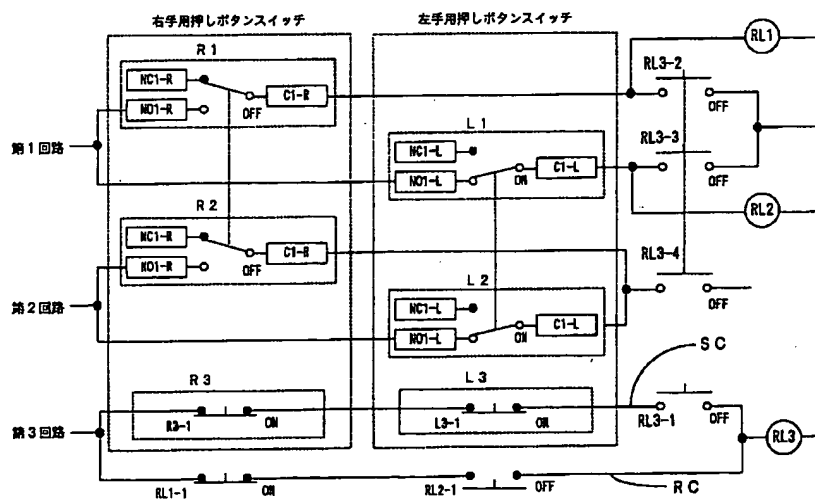 右手用押しボタンスイッチ
左手用押しボタンスイッチ
R1
NC1-R
NO1-R
C1-R
OFF
RL1
RL3-2
OFF
第1回路
L1
NC1-L
NO1-L
C1-L
ON
RL3-3
OFF
RL2
R2
NC1-R
NO1-R
C1-R
OFF
RL3-4
OFF
第2回路
L2
NC1-L
NO1-L
C1-L
ON
SC
R3
R3-1
ON
L3
L3-1
ON
RL3-1
OFF
第3回路
RL3
RL1-1
ON
RL2-1
OFF
RC